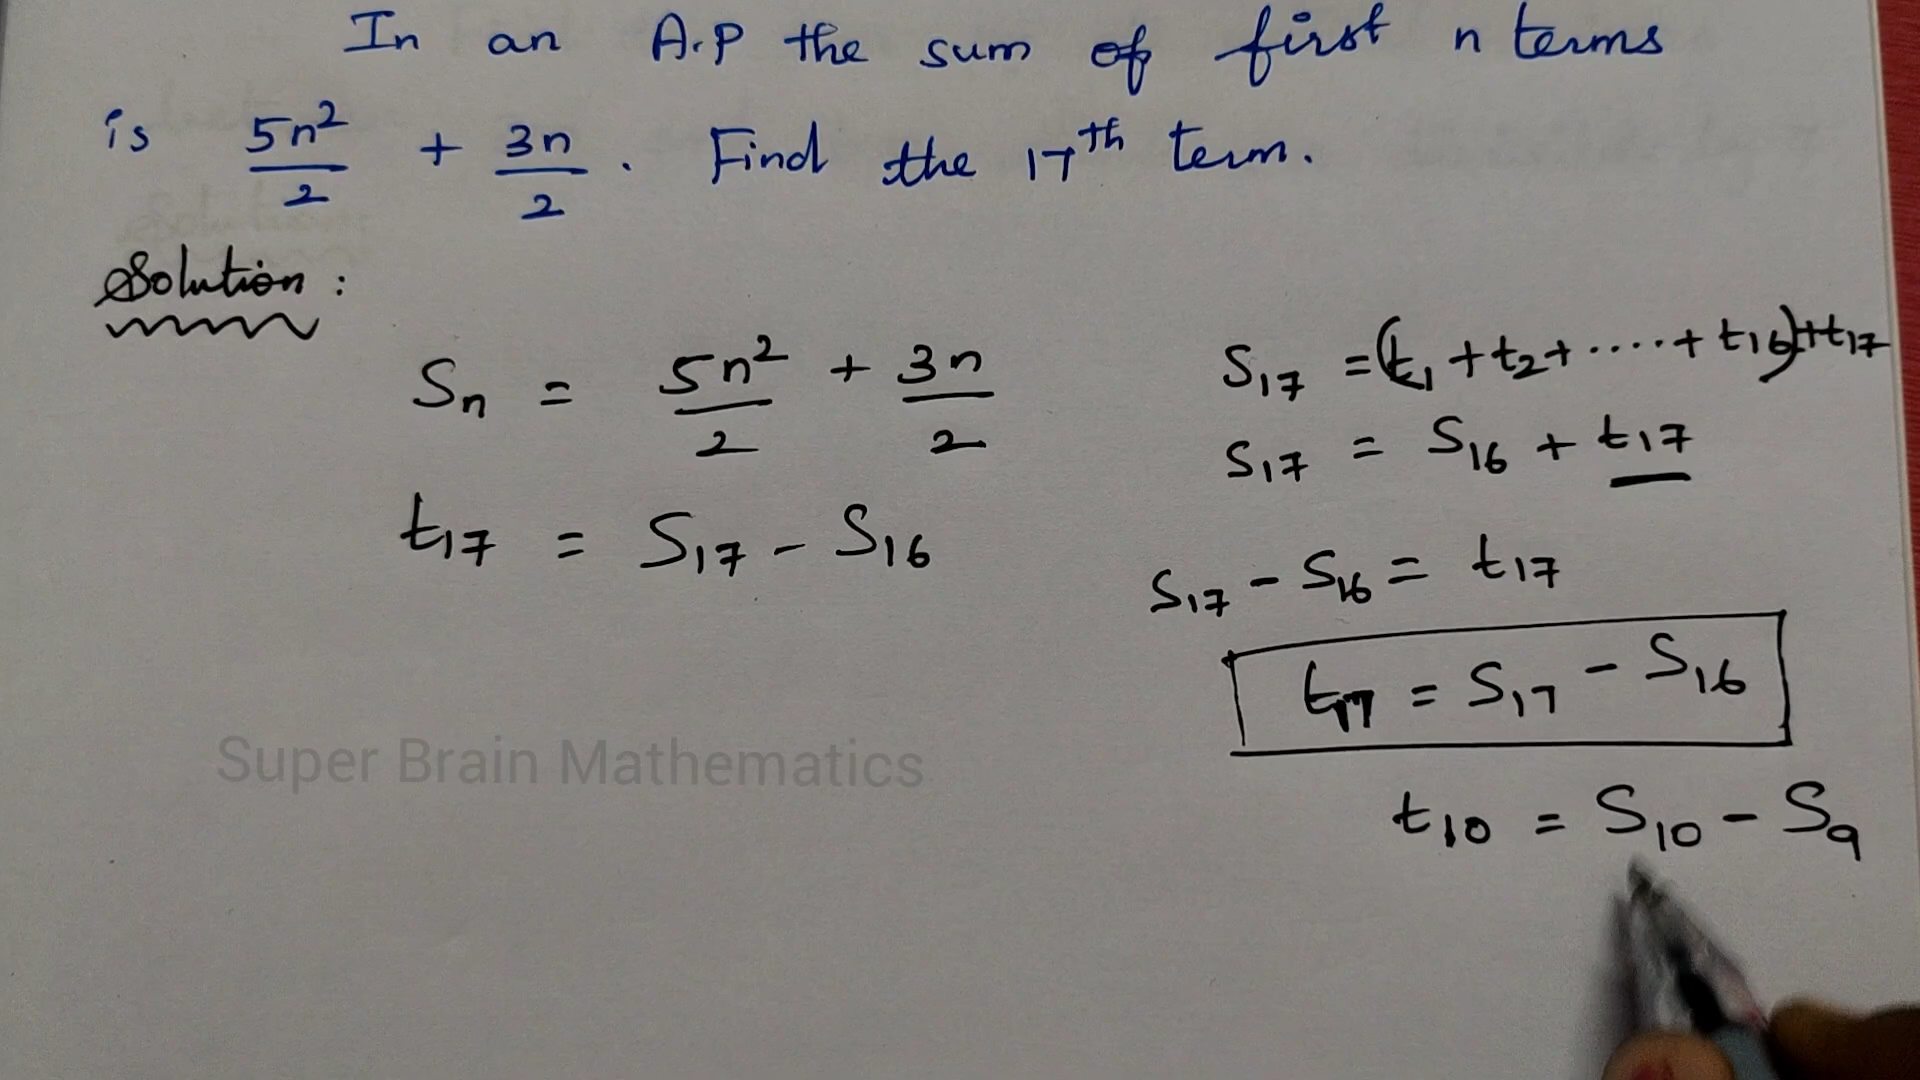 In an A.P the sum of first n terms
is 5n²/2 + 3n/2 . Find the 17th term.
Solution :
Sn = 5n²/2 + 3n/2
t17 = S17 - S16
S17 = (t1 + t2 + ..... + t16) + t17
S17 = S16 + t17
S17 - S16 = t17
t17 = S17 - S16
t10 = S10 - S9
Super Brain Mathematics